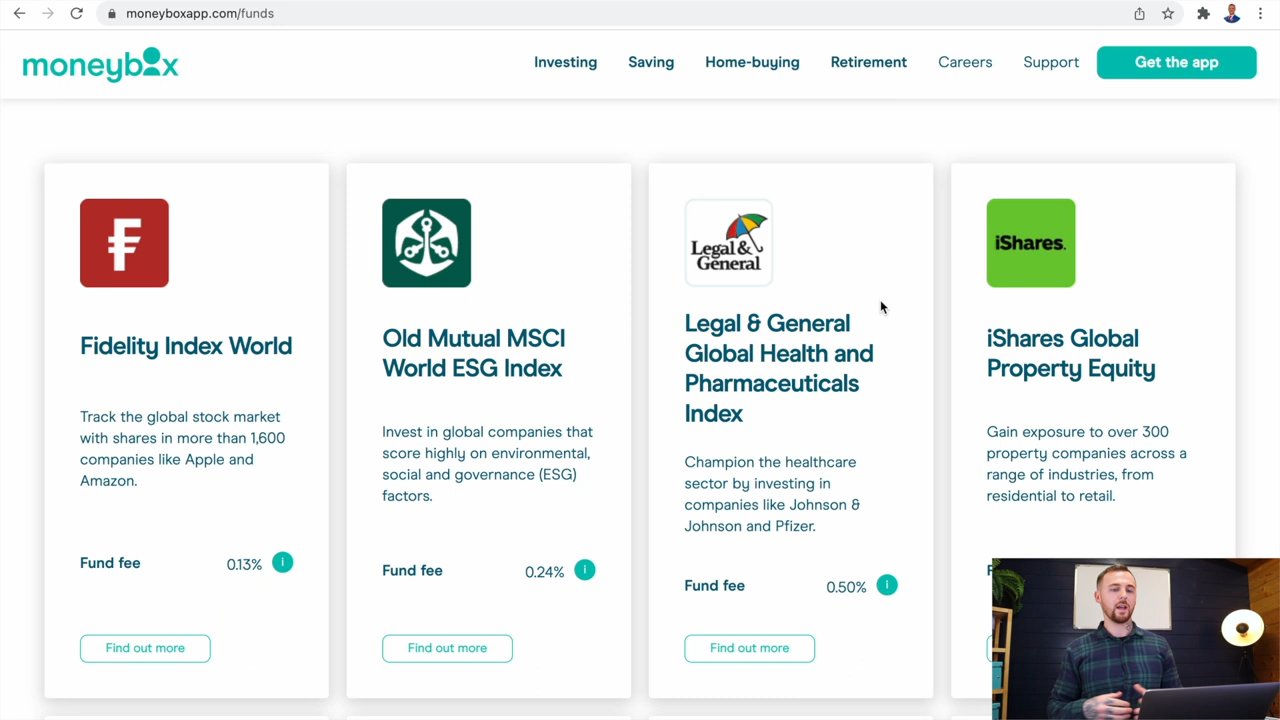 moneyboxapp.com/funds
moneybox
Investing
Saving
Home-buying
Retirement
Careers
Support
Get the app
Fidelity Index World
Track the global stock market
with shares in more than 1,600
companies like Apple and
Amazon.
Fund fee 0.13% i
Find out more
Old Mutual MSCI
World ESG Index
Invest in global companies that
score highly on environmental,
social and governance (ESG)
factors.
Fund fee 0.24% i
Find out more
Legal &
General
Legal & General
Global Health and
Pharmaceuticals
Index
Champion the healthcare
sector by investing in
companies like Johnson &
Johnson and Pfizer.
Fund fee 0.50% i
Find out more
iShares.
iShares Global
Property Equity
Gain exposure to over 300
property companies across a
range of industries, from
residential to retail.